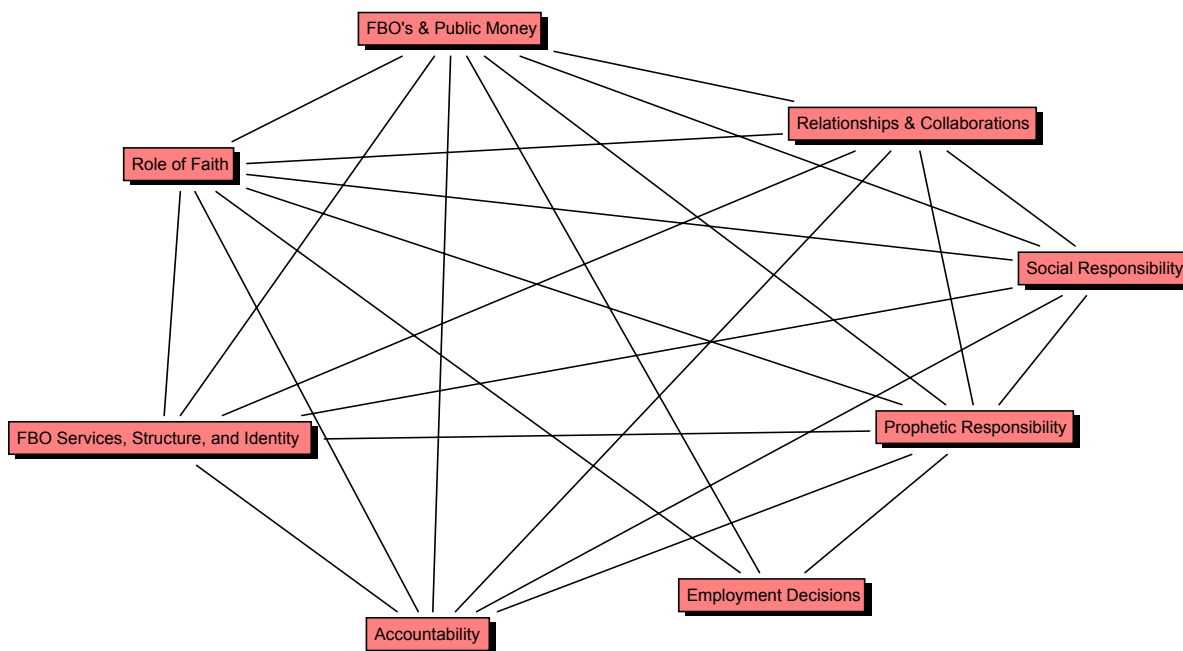 FBO's & Public Money
Relationships & Collaborations
Role of Faith
Social Responsibility
Prophetic Responsibility
FBO Services, Structure, and Identity
Employment Decisions
Accountability